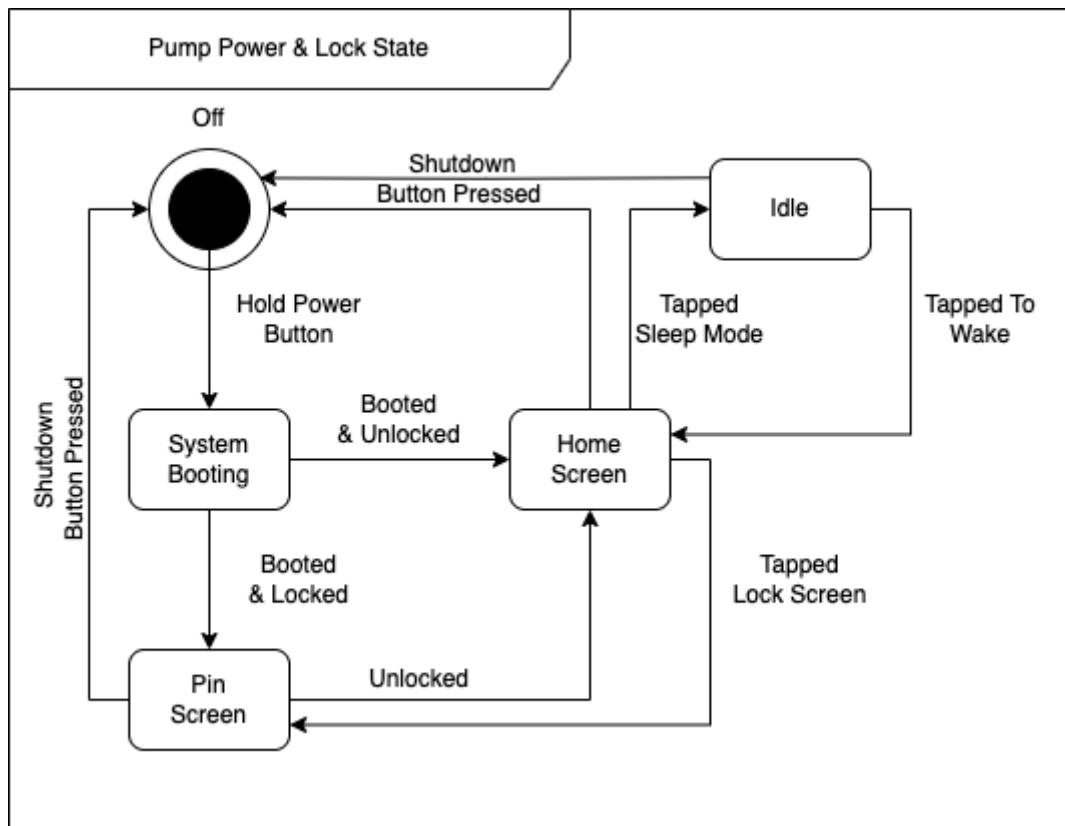 Pump Power & Lock State
Off
Shutdown
Button Pressed
Idle
Hold Power
Button
Tapped
Sleep Mode
Tapped To
Wake
Shutdown
Button Pressed
System
Booting
Booted
& Unlocked
Home
Screen
Booted
& Locked
Tapped
Lock Screen
Pin
Screen
Unlocked